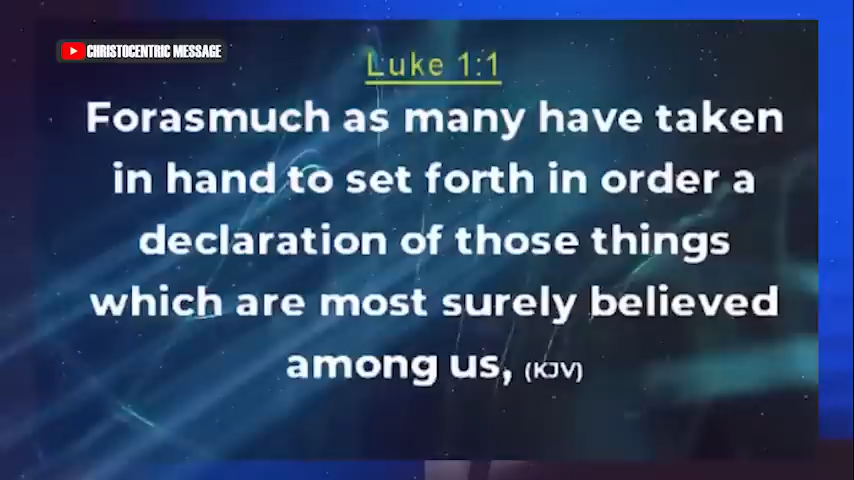 CHRISTOCENTRIC MESSAGE
Luke 1:1
Forasmuch as many have taken
in hand to set forth in order a
declaration of those things
which are most surely believed
among us, (KJV)